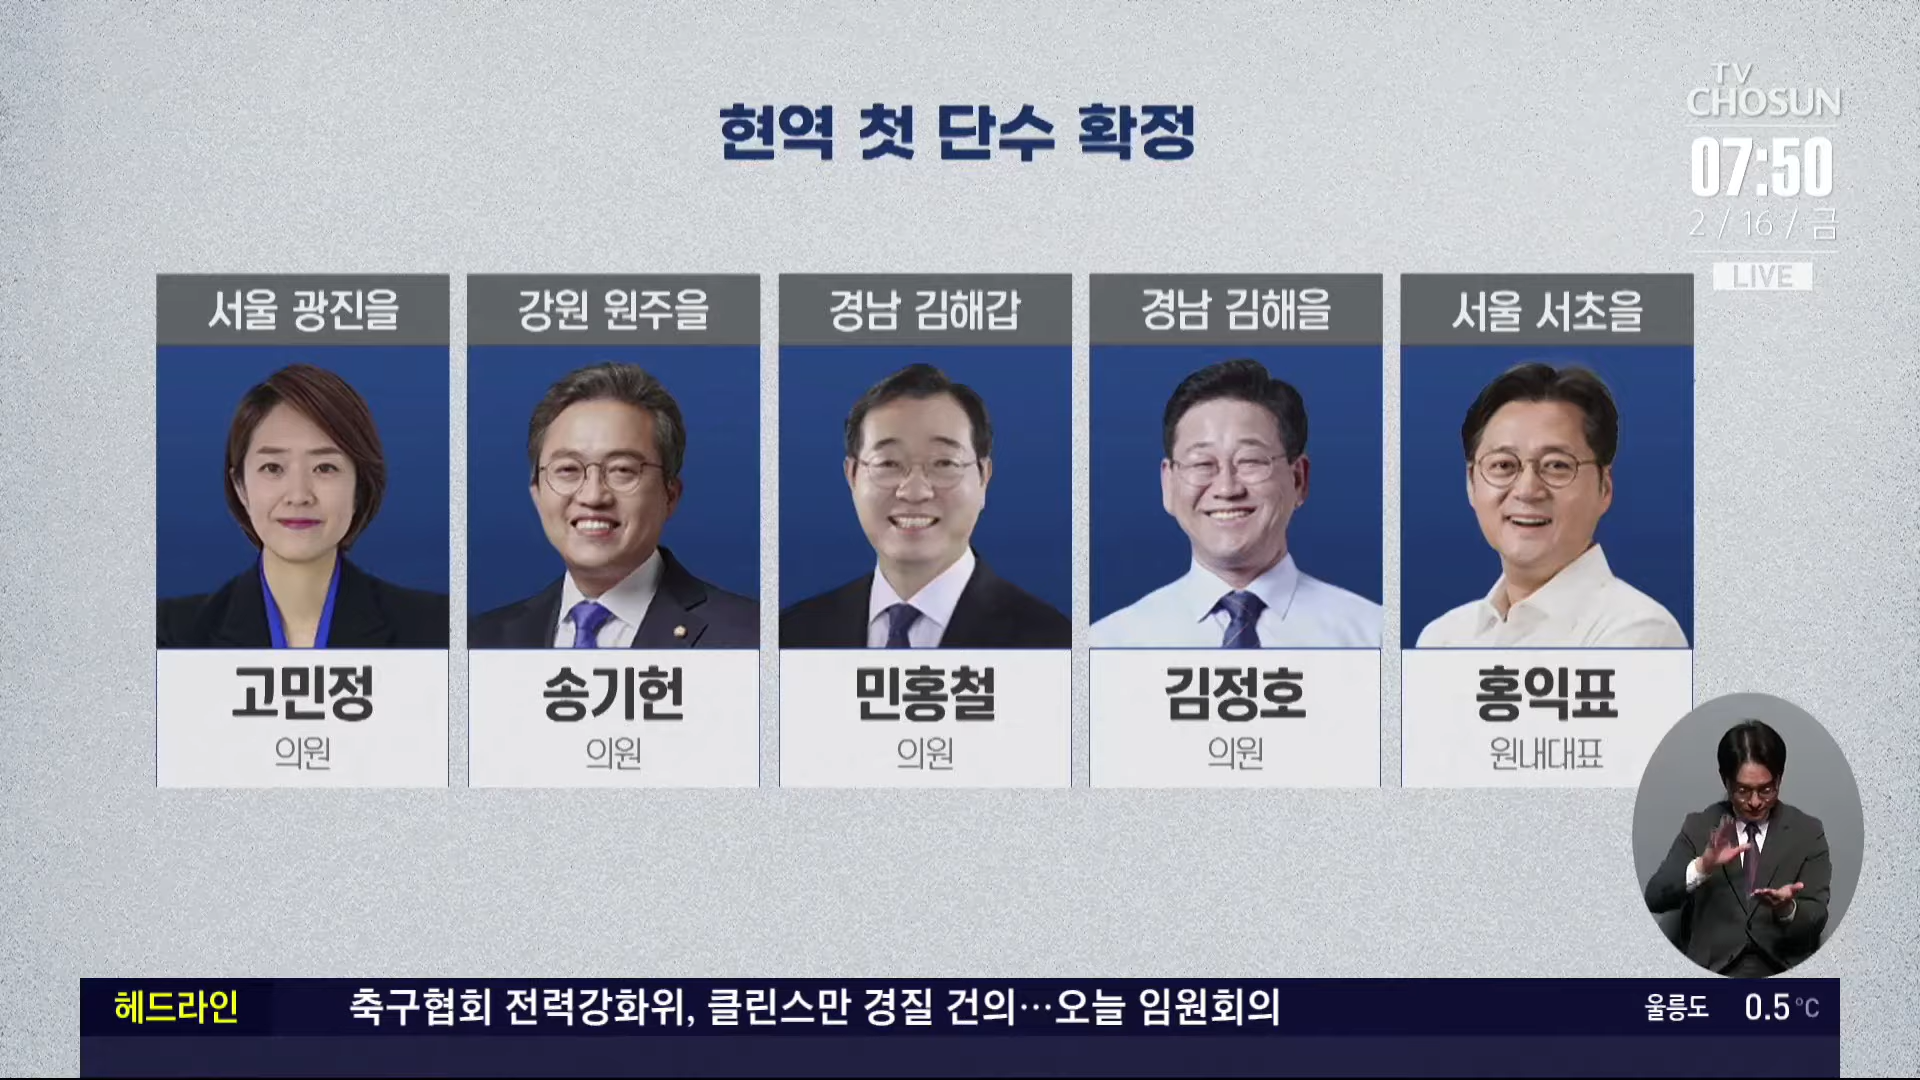 현역 첫 단수 확정
TV
CHOSUN
07:50
2 / 16 / 금
LIVE
서울 광진을
강원 원주을
경남 김해갑
경남 김해을
서울 서초을
고민정
송기헌
민홍철
김정호
홍익표
의원
의원
의원
의원
원내대표
헤드라인
축구협회 전력강화위, 클린스만 경질 건의…오늘 임원회의
울릉도 0.5℃